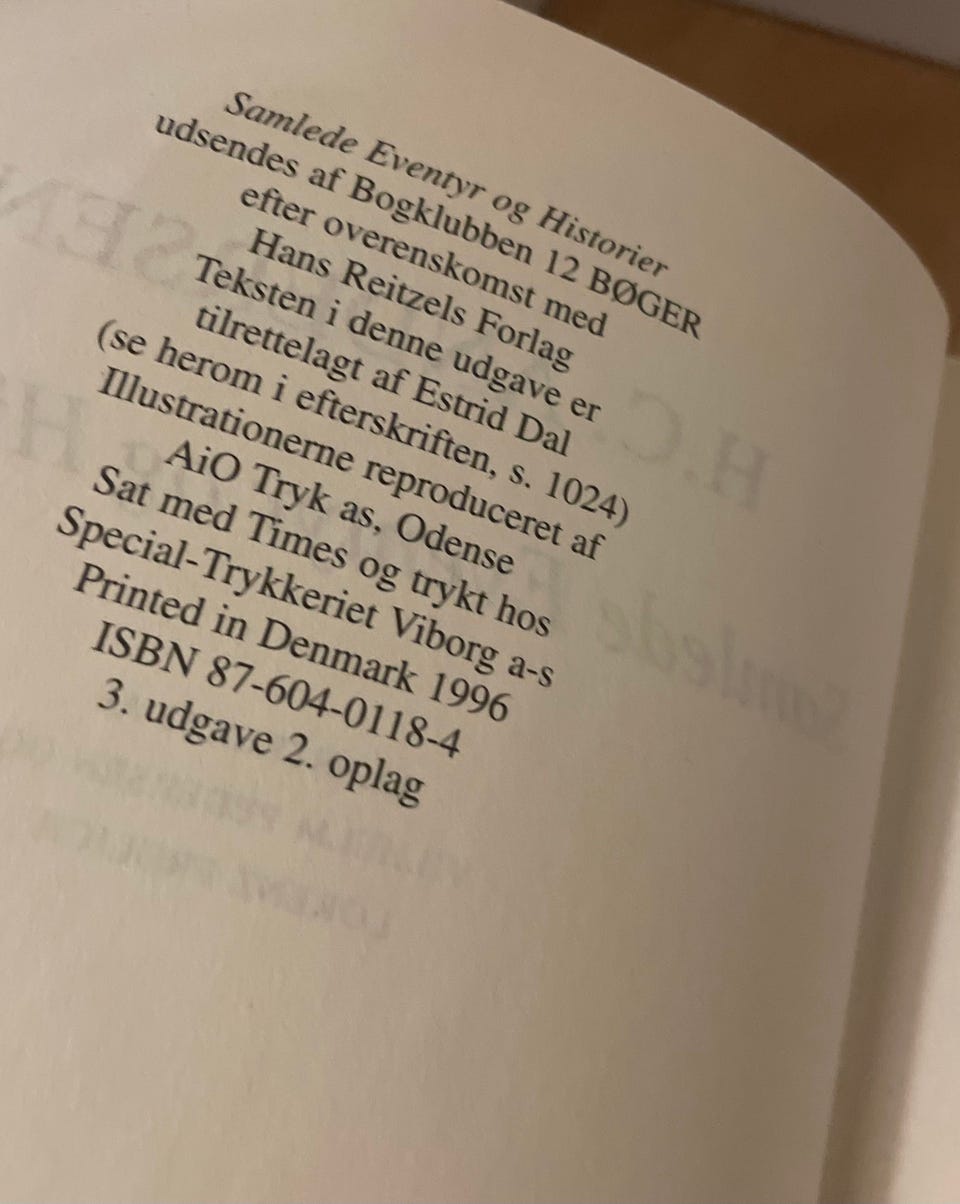 Samlede Eventyr og Historier
udsendes af Bogklubben 12 BØGER
efter overenskomst med
Hans Reitzels Forlag
Teksten i denne udgave er
tilrettelagt af Estrid Dal
(se herom i efterskriften, s. 1024)
Illustrationerne reproduceret af
AiO Tryk as, Odense
Sat med Times og trykt hos
Special-Trykkeriet Viborg a-s
Printed in Denmark 1996
ISBN 87-604-0118-4
3. udgave 2. oplag